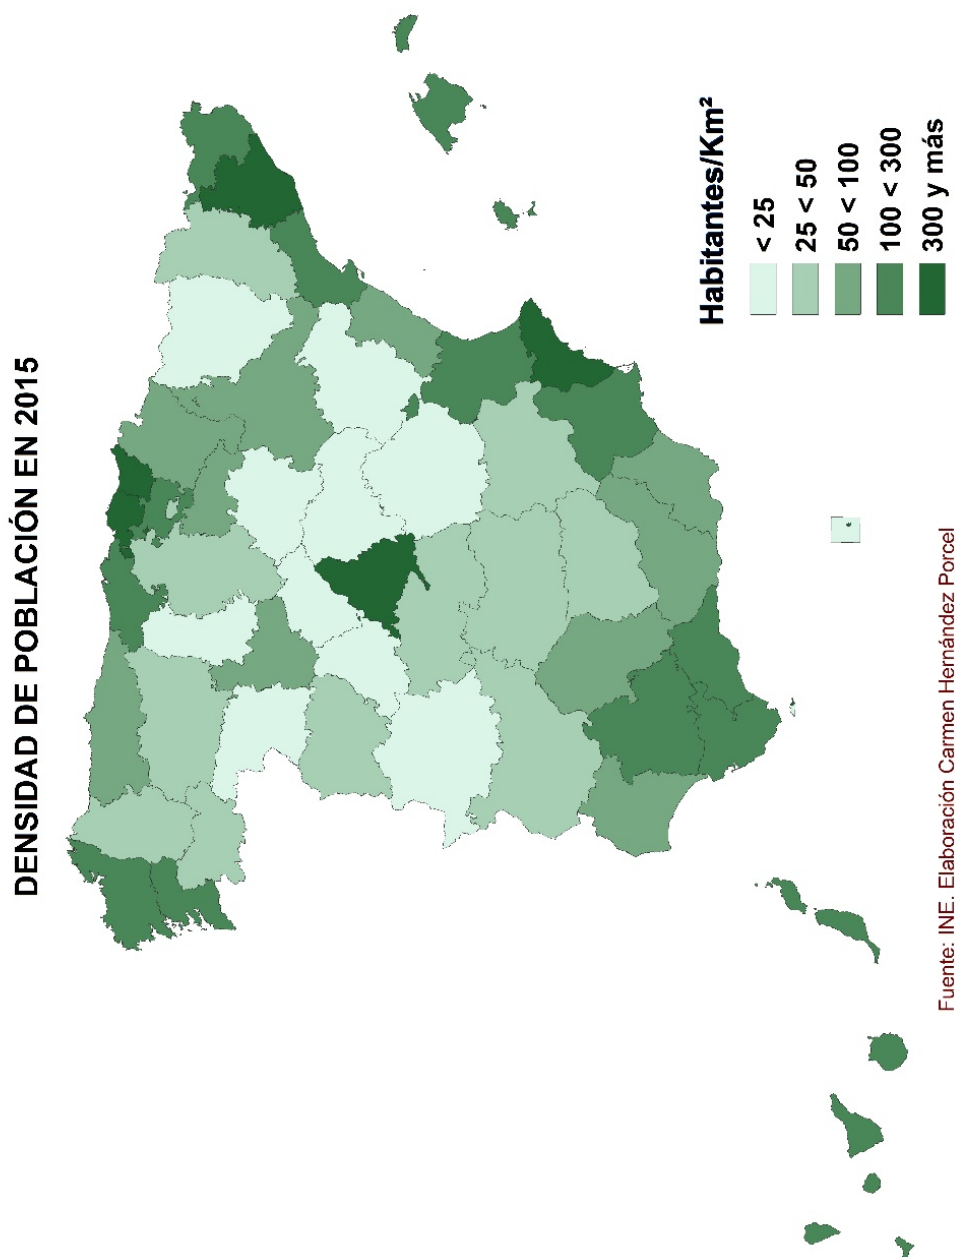 DENSIDAD DE POBLACIÓN EN 2015
Habitantes/Km²
< 25
25 < 50
50 < 100
100 < 300
300 y más
Fuente: INE. Elaboración Carmen Hernández Porcel